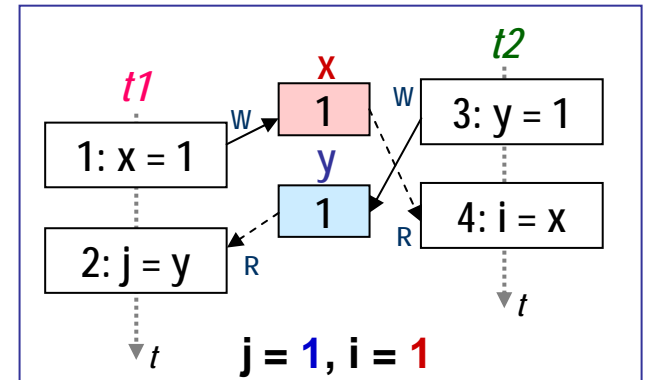 t1
x
t2
W
1
W
3: y = 1
1: x = 1
y
1
4: i = x
2: j = y
R
R
t
t
j = 1, i = 1